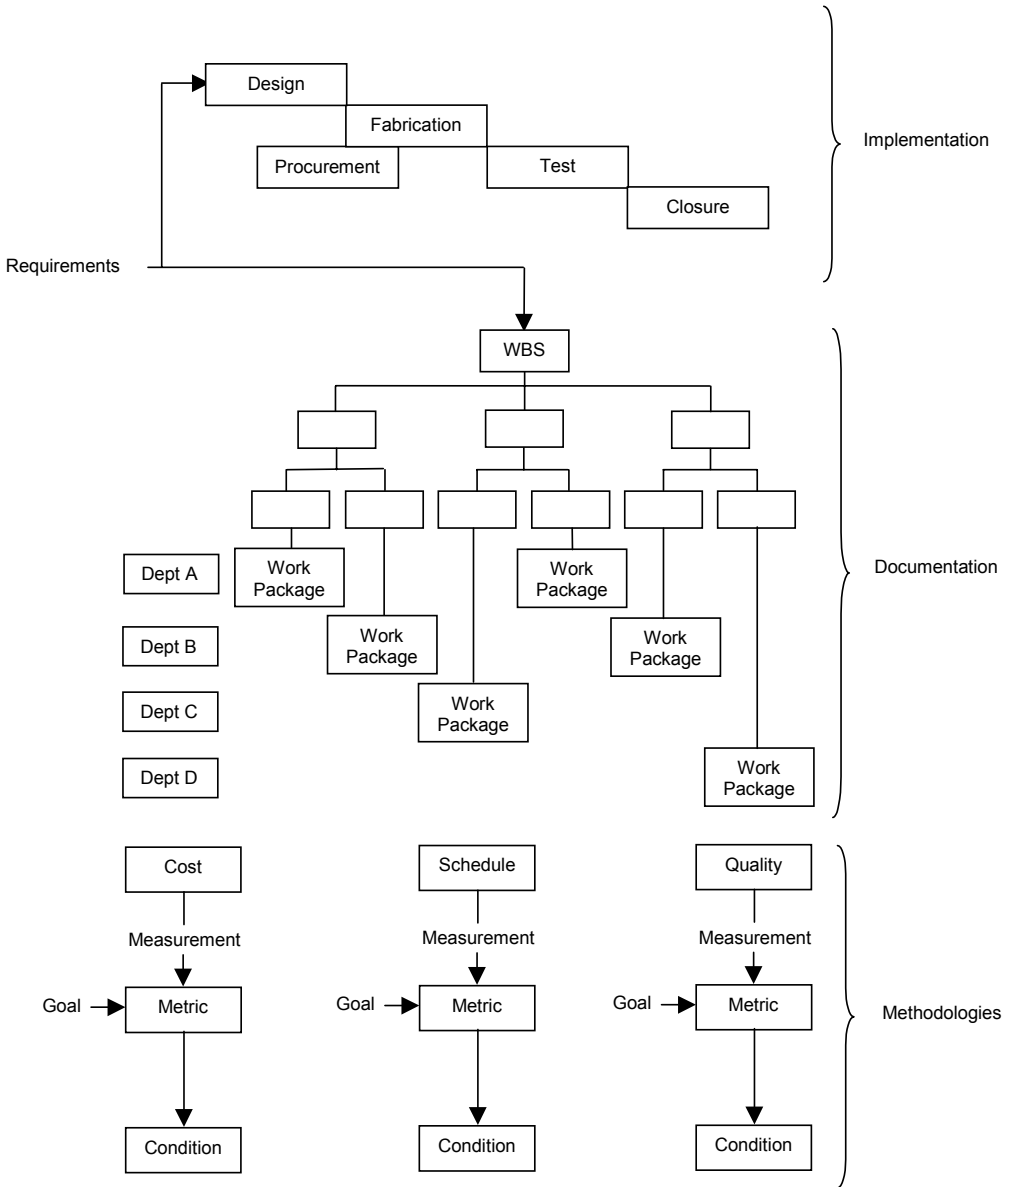 Design
Fabrication
Implementation
Procurement
Test
Closure
Requirements
WBS
Dept A
Work
Package
Work
Package
Documentation
Dept B
Work
Package
Work
Package
Dept C
Work
Package
Dept D
Work
Package
Cost
Schedule
Quality
Measurement
Measurement
Measurement
Goal
Metric
Goal
Metric
Goal
Metric
Methodologies
Condition
Condition
Condition